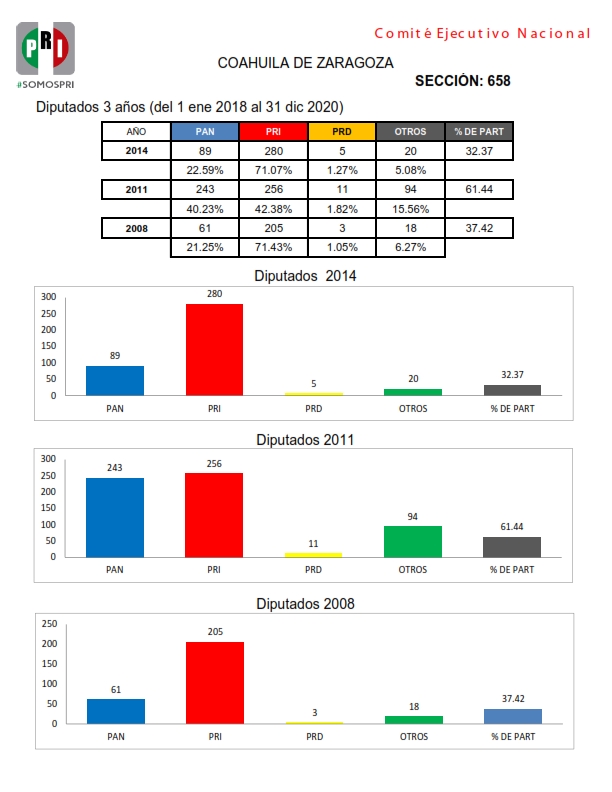 Comité Ejecutivo Nacional
PRI
#SOMOSPRI
COAHUILA DE ZARAGOZA
SECCIÓN: 658
Diputados 3 años (del 1 ene 2018 al 31 dic 2020)
AÑO PAN PRI PRD OTROS % DE PART
2014 89 280 5 20 32.37
22.59% 71.07% 1.27% 5.08%
2011 243 256 11 94 61.44
40.23% 42.38% 1.82% 15.56%
2008 61 205 3 18 37.42
21.25% 71.43% 1.05% 6.27%
Diputados 2014
300
250
200
150
100
50
0
89 280 5 20 32.37
PAN PRI PRD OTROS % DE PART
Diputados 2011
300
250
200
150
100
50
0
243 256 11 94 61.44
PAN PRI PRD OTROS % DE PART
Diputados 2008
250
200
150
100
50
0
61 205 3 18 37.42
PAN PRI PRD OTROS % DE PART